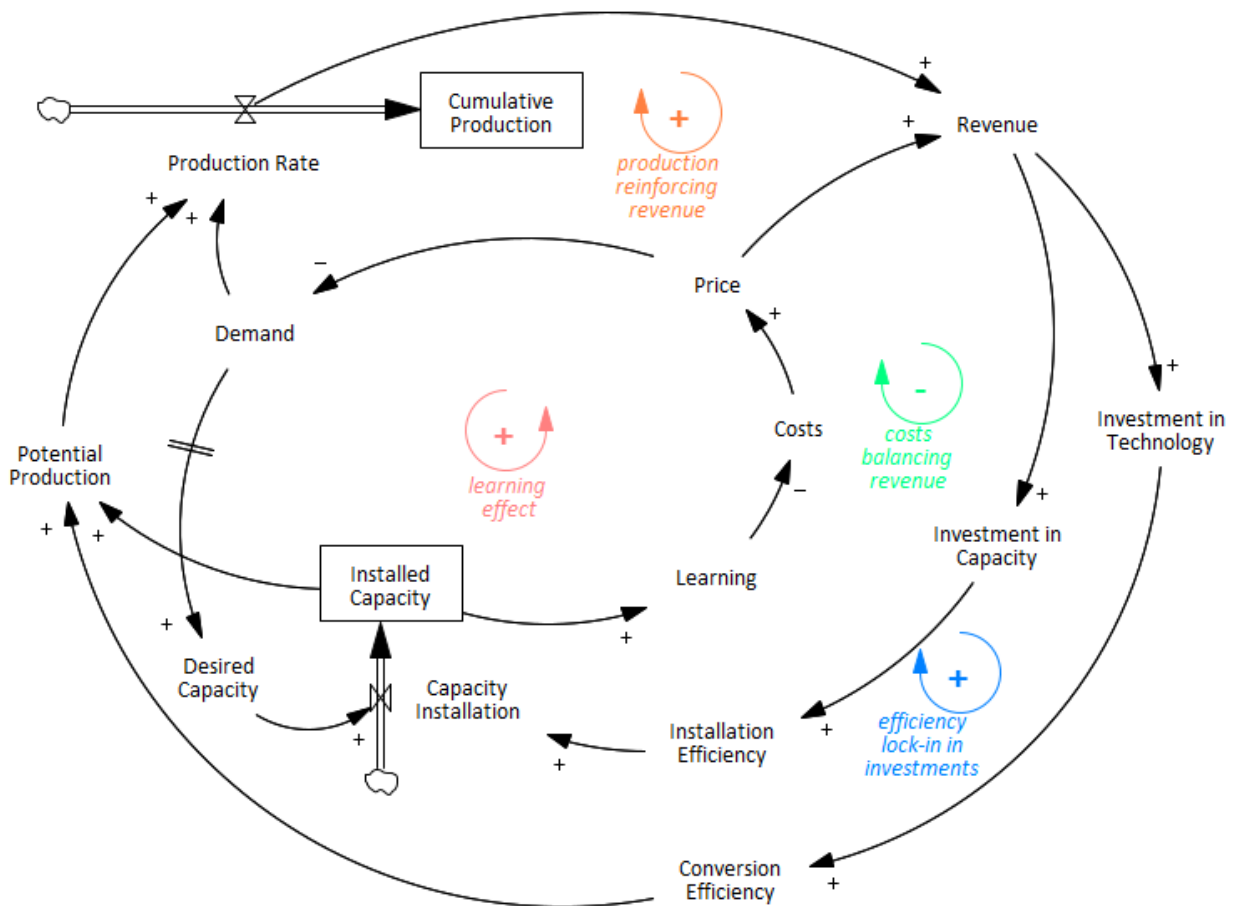 +
Cumulative
Production
+
production
reinforcing
revenue
+
+
Revenue
Production Rate
+
+
−
Price
+
Demand
+
-
costs
balancing
revenue
Investment in
Technology
Costs
+
learning
effect
Potential
Production
−
+
+
+
Investment in
Capacity
Installed
Capacity
Learning
+
+
Desired
Capacity
Capacity
Installation
+
+
efficiency
lock-in in
investments
Installation
Efficiency
+
+
Conversion
Efficiency
+